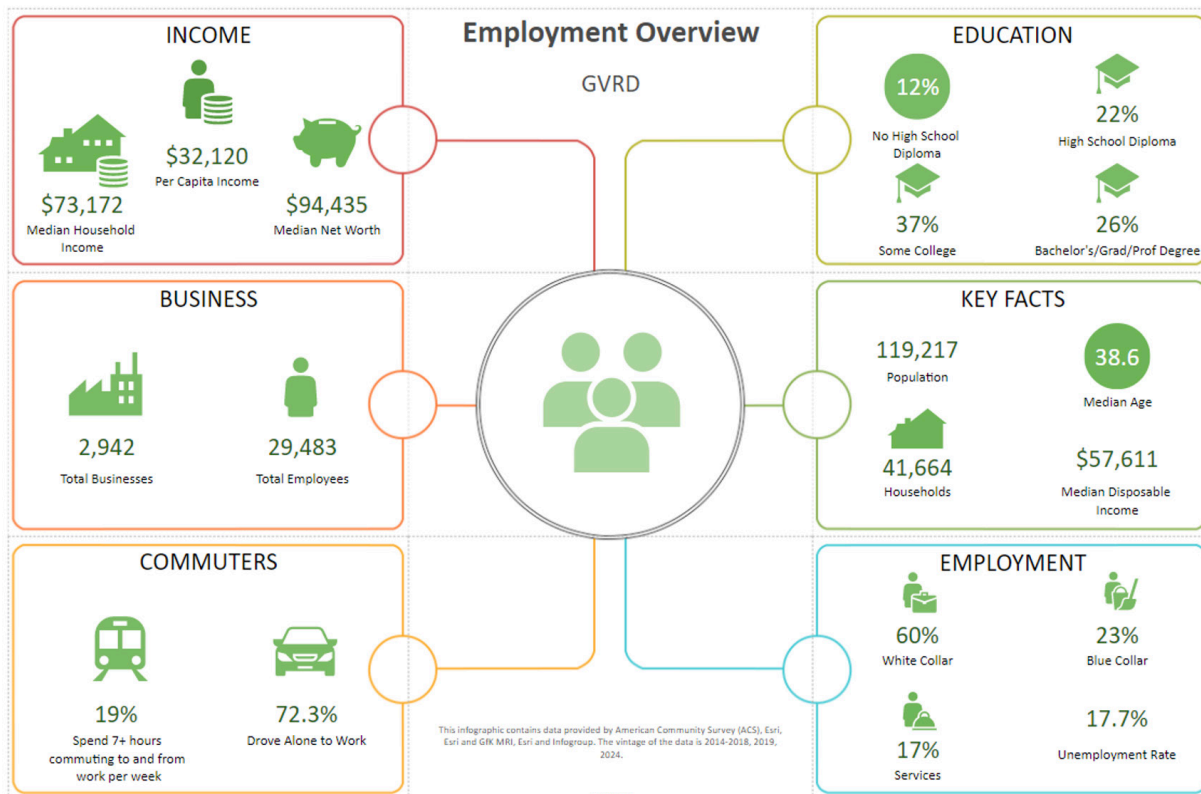 Employment Overview
GVRD
INCOME
$32,120
Per Capita Income
$73,172
Median Household
Income
$94,435
Median Net Worth
EDUCATION
12%
No High School
Diploma
22%
High School Diploma
37%
Some College
26%
Bachelor's/Grad/Prof Degree
BUSINESS
2,942
Total Businesses
29,483
Total Employees
KEY FACTS
119,217
Population
38.6
Median Age
41,664
Households
$57,611
Median Disposable
Income
COMMUTERS
19%
Spend 7+ hours
commuting to and from
work per week
72.3%
Drove Alone to Work
This infographic contains data provided by American Community Survey (ACS), Esri,
Esri and GfK MRI, Esri and Infogroup. The vintage of the data is 2014-2018, 2019,
2024.
EMPLOYMENT
60%
White Collar
23%
Blue Collar
17%
Services
17.7%
Unemployment Rate